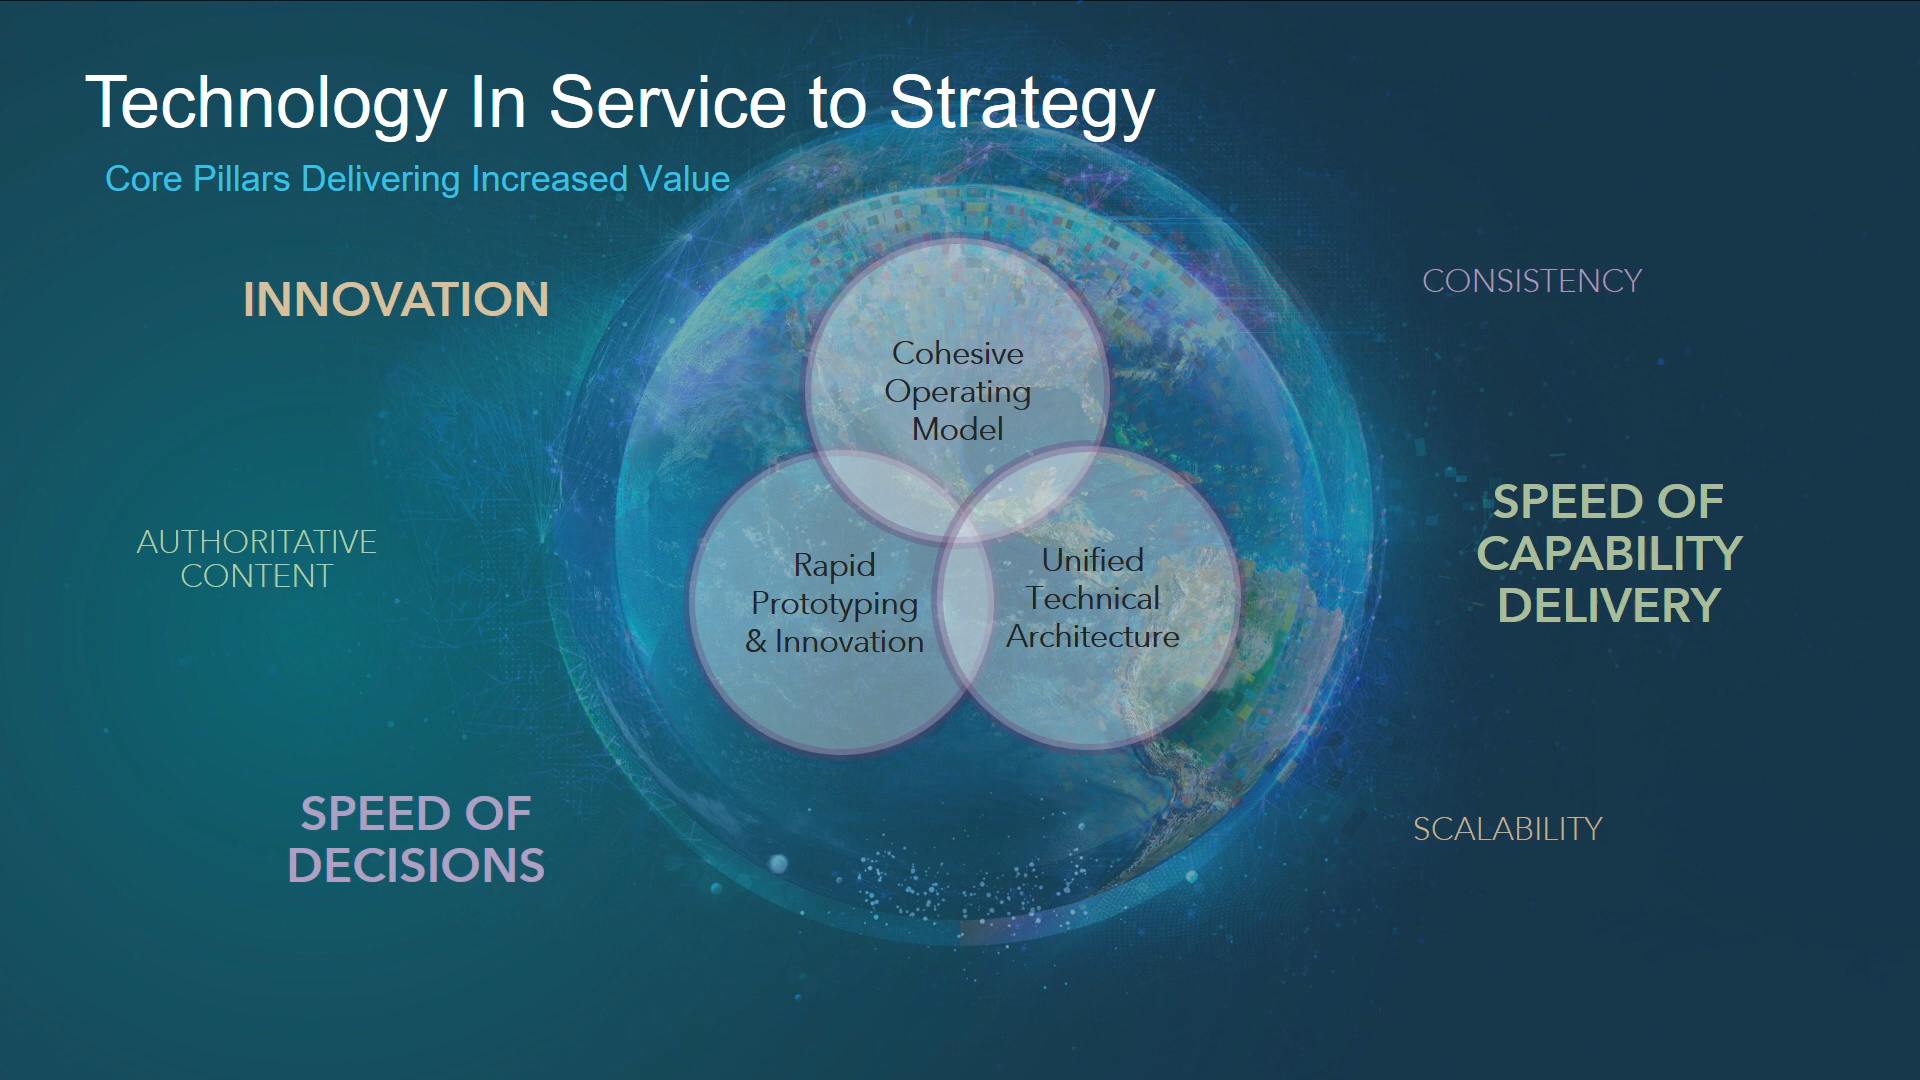 Technology In Service to Strategy
Core Pillars Delivering Increased Value
INNOVATION
CONSISTENCY
Cohesive
Operating
Model
AUTHORITATIVE
CONTENT
Rapid
Prototyping
& Innovation
Unified
Technical
Architecture
SPEED OF
CAPABILITY
DELIVERY
SPEED OF
DECISIONS
SCALABILITY